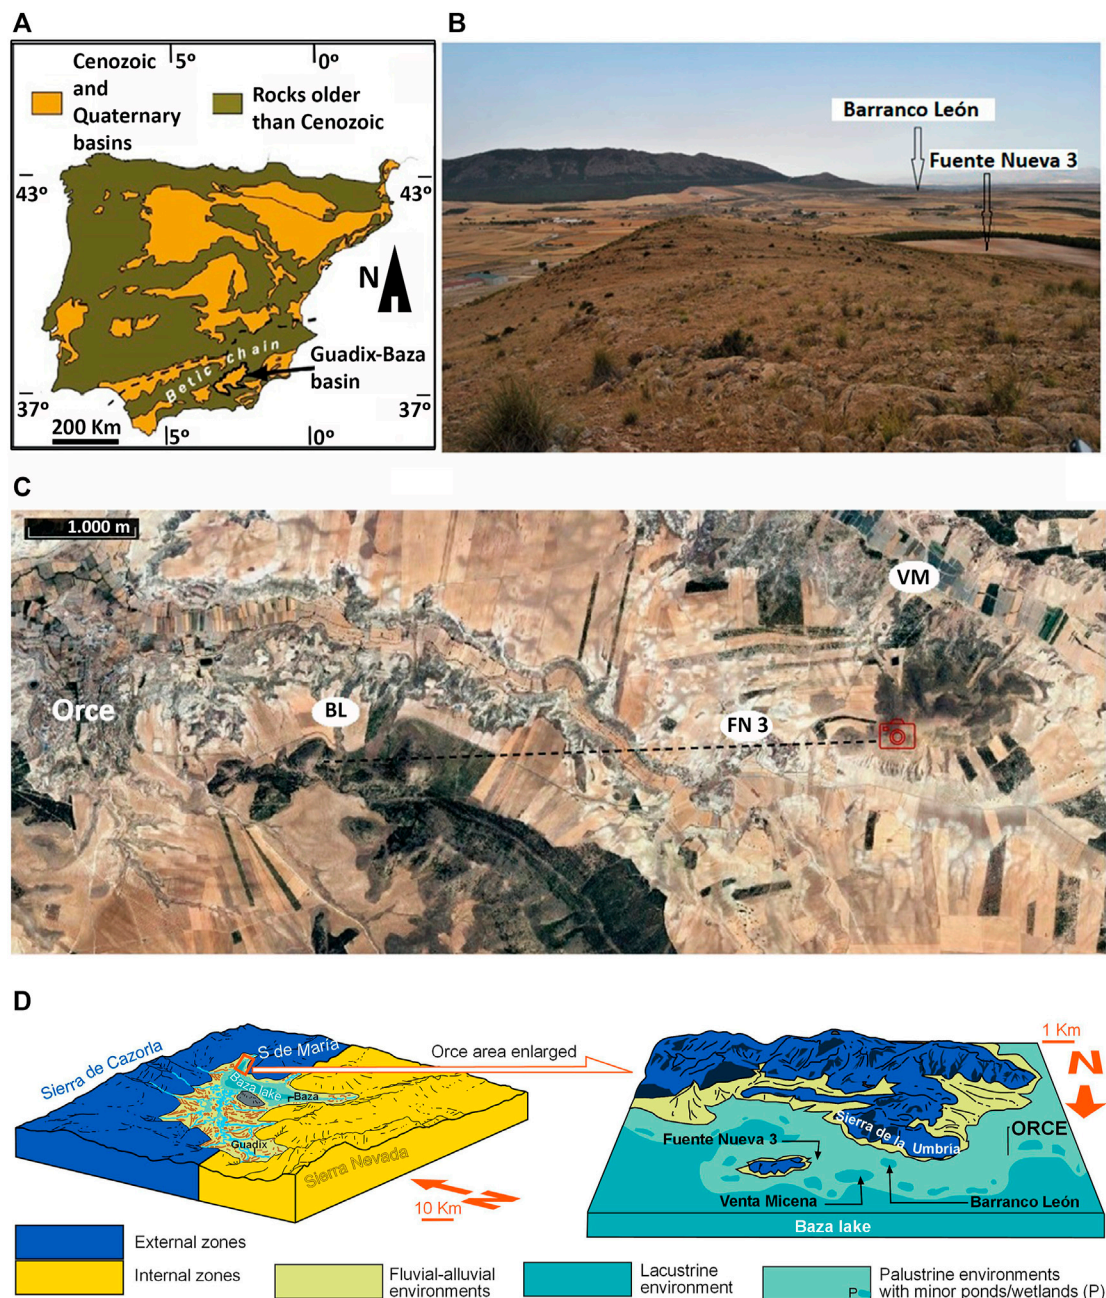 A
5º
0º
Cenozoic
and
Quaternary
basins
Rocks older
than Cenozoic
43º
43º
N
Betic chain
Guadix-Baza
basin
37º
37º
200 Km
5º
0º
B
Barranco León
Fuente Nueva 3
C
1.000 m
VM
Orce
BL
FN 3
D
Sierra de Cazorla
S de María
Orce area enlarged
Baza lake
Baza
Guadix
Sierra Nevada
10 Km
N
1 Km
N
Sierra de la Umbria
ORCE
Fuente Nueva 3
Venta Micena
Barranco León
Baza lake
External zones
Internal zones
Fluvial-alluvial
environments
Lacustrine
environment
P
Palustrine environments
with minor ponds/wetlands (P)